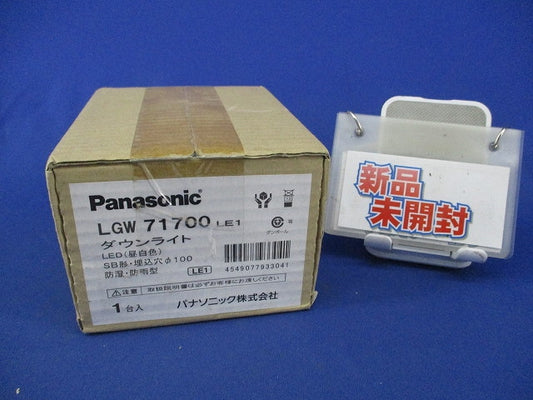 Panasonic
LGW 71700 LE1
ダウンライト
LED(昼白色)
SB形・埋込穴φ100
防湿・防雨型
LE1
ダンボール
4549077933041
注意 取扱説明書は必ずお客様にお渡しください
1台入
パナソニック株式会社
新品
未開封